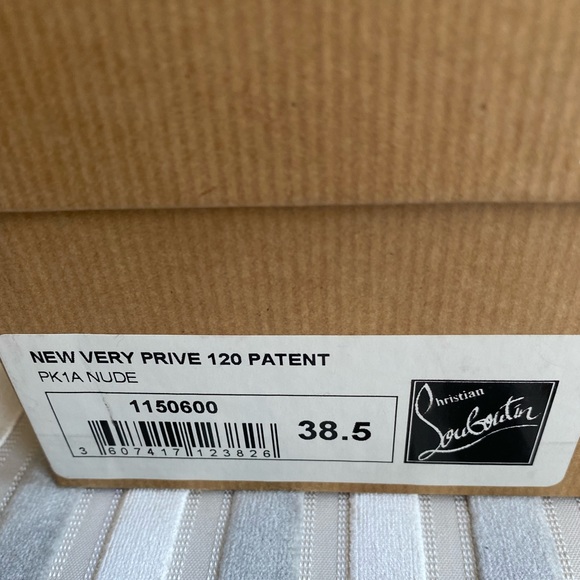 NEW VERY PRIVE 120 PATENT
PK1A NUDE
1150600
3 607417 123826
38.5
Christian
Louboutin